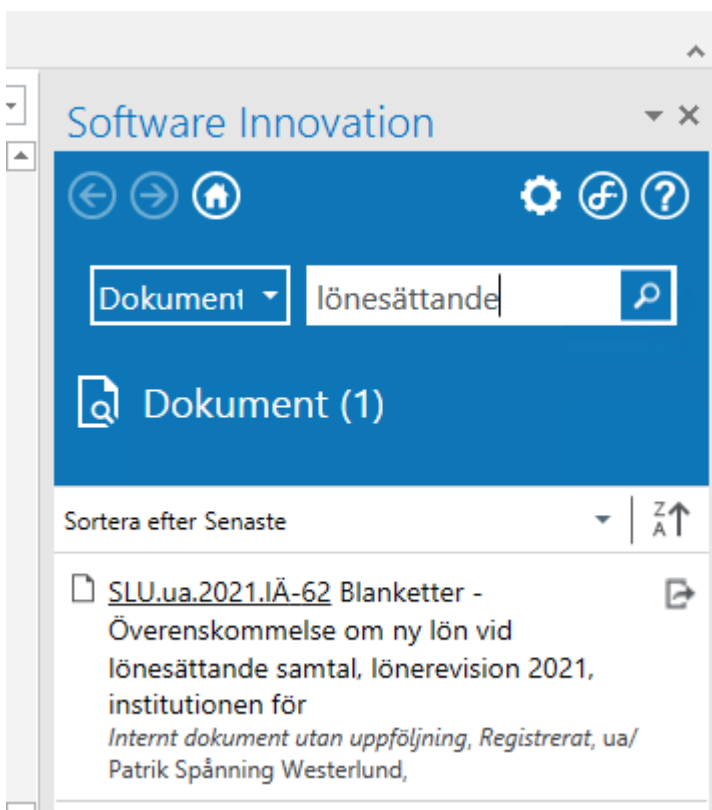 Software Innovation
Dokument
lönesättande
Dokument (1)
Sortera efter Senaste
SLU.ua.2021.IÄ-62 Blanketter -
Överenskommelse om ny lön vid
lönesättande samtal, lönerevision 2021,
institutionen för
Internt dokument utan uppföljning, Registrerat, ua/
Patrik Spånning Westerlund,